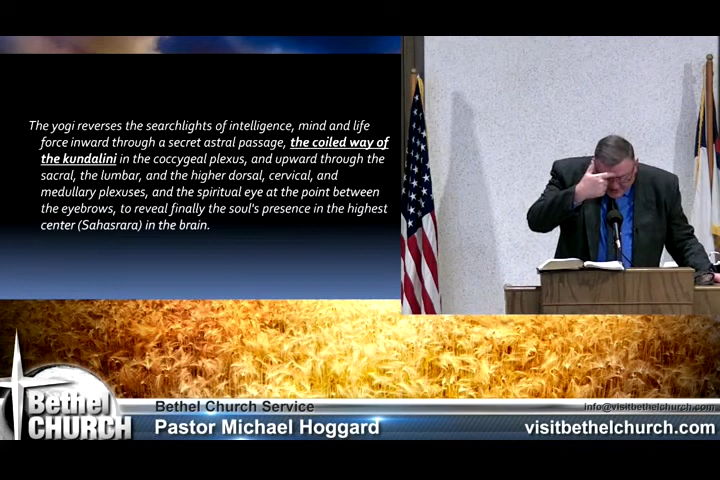 The yogi reverses the searchlights of intelligence, mind and life
force inward through a secret astral passage, the coiled way of
the kundalini in the coccygeal plexus, and upward through the
sacral, the lumbar, and the higher dorsal, cervical, and
medullary plexuses, and the spiritual eye at the point between
the eyebrows, to reveal finally the soul's presence in the highest
center (Sahasrara) in the brain.
Bethel
CHURCH
Bethel Church Service
info@visitbethelchurch.com
Pastor Michael Hoggard
visitbethelchurch.com